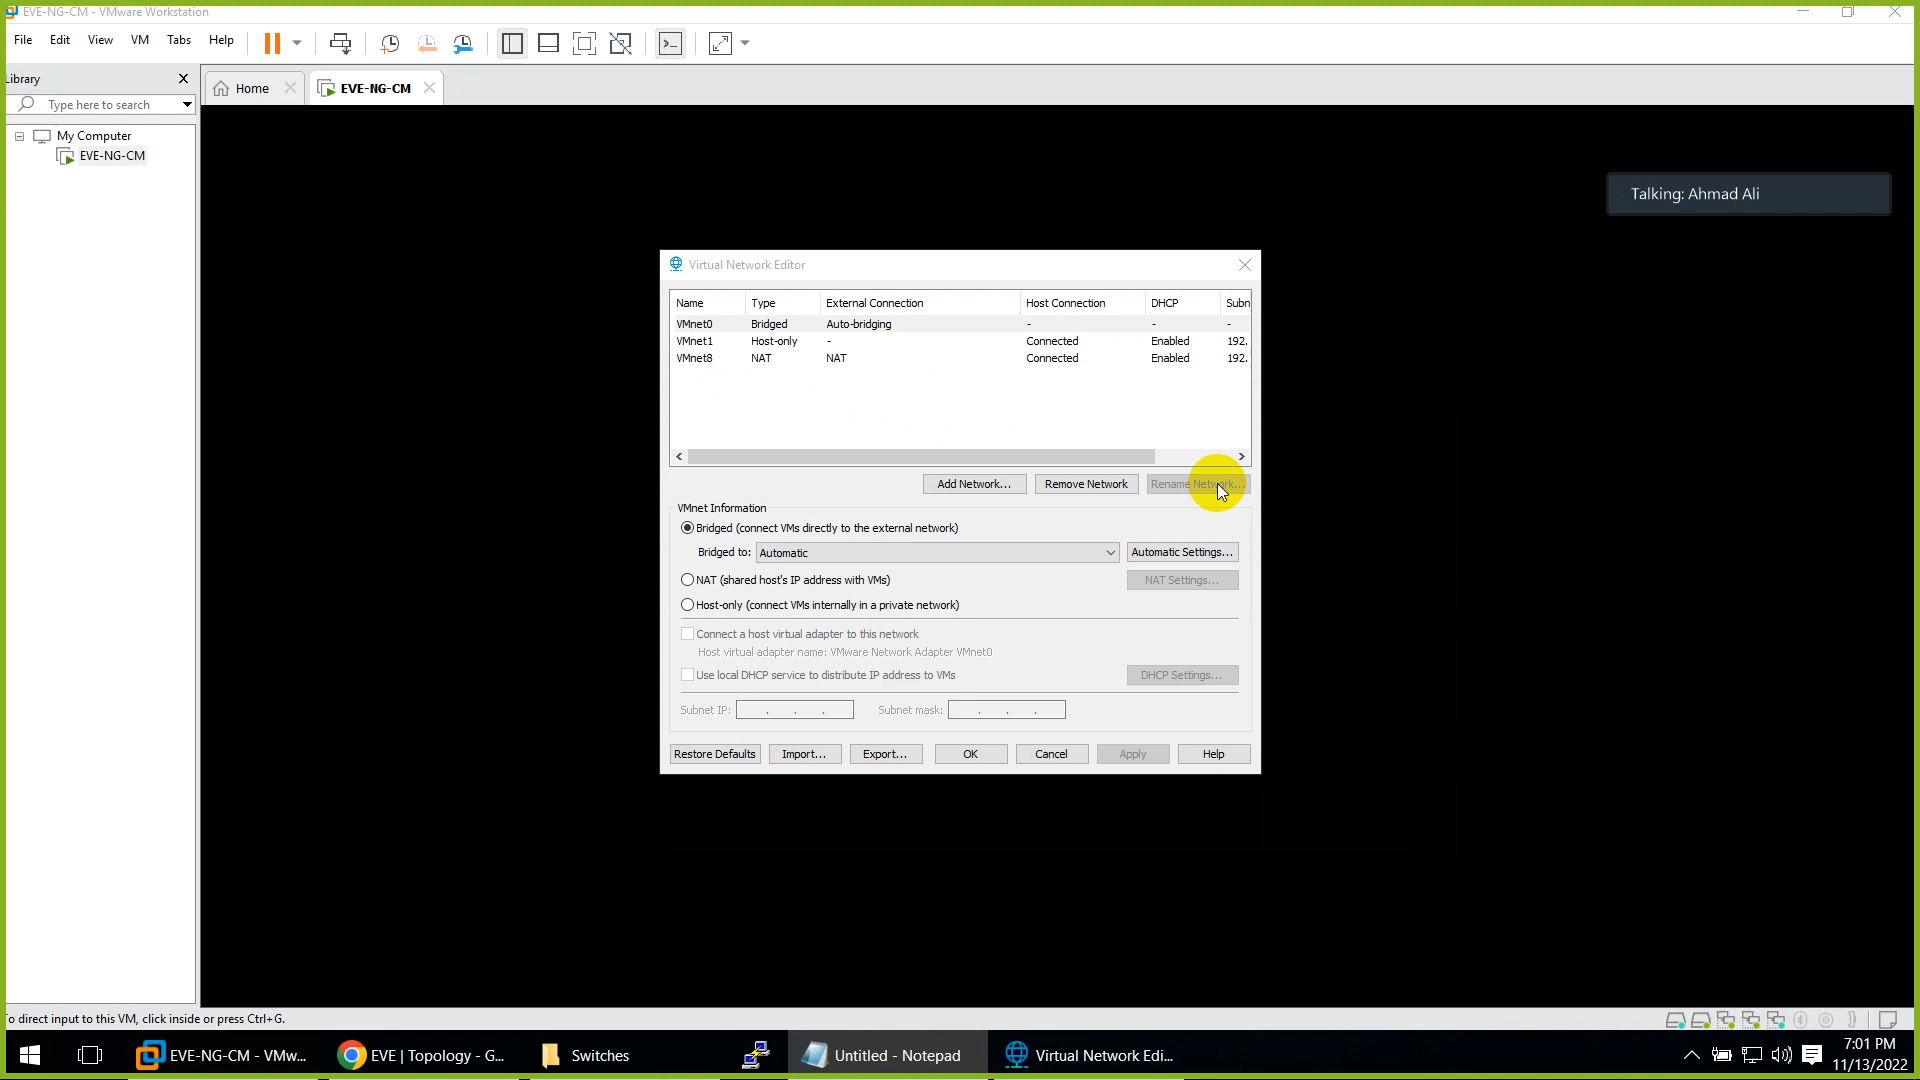 EVE-NG-CM - VMware Workstation
File Edit View VM Tabs Help
Library
Home
EVE-NG-CM
Type here to search
My Computer
EVE-NG-CM
Talking: Ahmad Ali
Virtual Network Editor
Name Type External Connection Host Connection DHCP Subn
VMnet0 Bridged Auto-bridging - - -
VMnet1 Host-only - Connected Enabled 192.
VMnet8 NAT NAT Connected Enabled 192.
Add Network... Remove Network Rename Network...
VMnet Information
Bridged (connect VMs directly to the external network)
Bridged to: Automatic Automatic Settings...
NAT (shared host's IP address with VMs) NAT Settings...
Host-only (connect VMs internally in a private network)
Connect a host virtual adapter to this network
Host virtual adapter name: VMware Network Adapter VMnet0
Use local DHCP service to distribute IP address to VMs DHCP Settings...
Subnet IP: . . . Subnet mask: . . .
Restore Defaults Import... Export... OK Cancel Apply Help
To direct input to this VM, click inside or press Ctrl+G.
EVE-NG-CM - VMw... EVE | Topology - G... Switches Untitled - Notepad Virtual Network Edi...
7:01 PM
11/13/2022